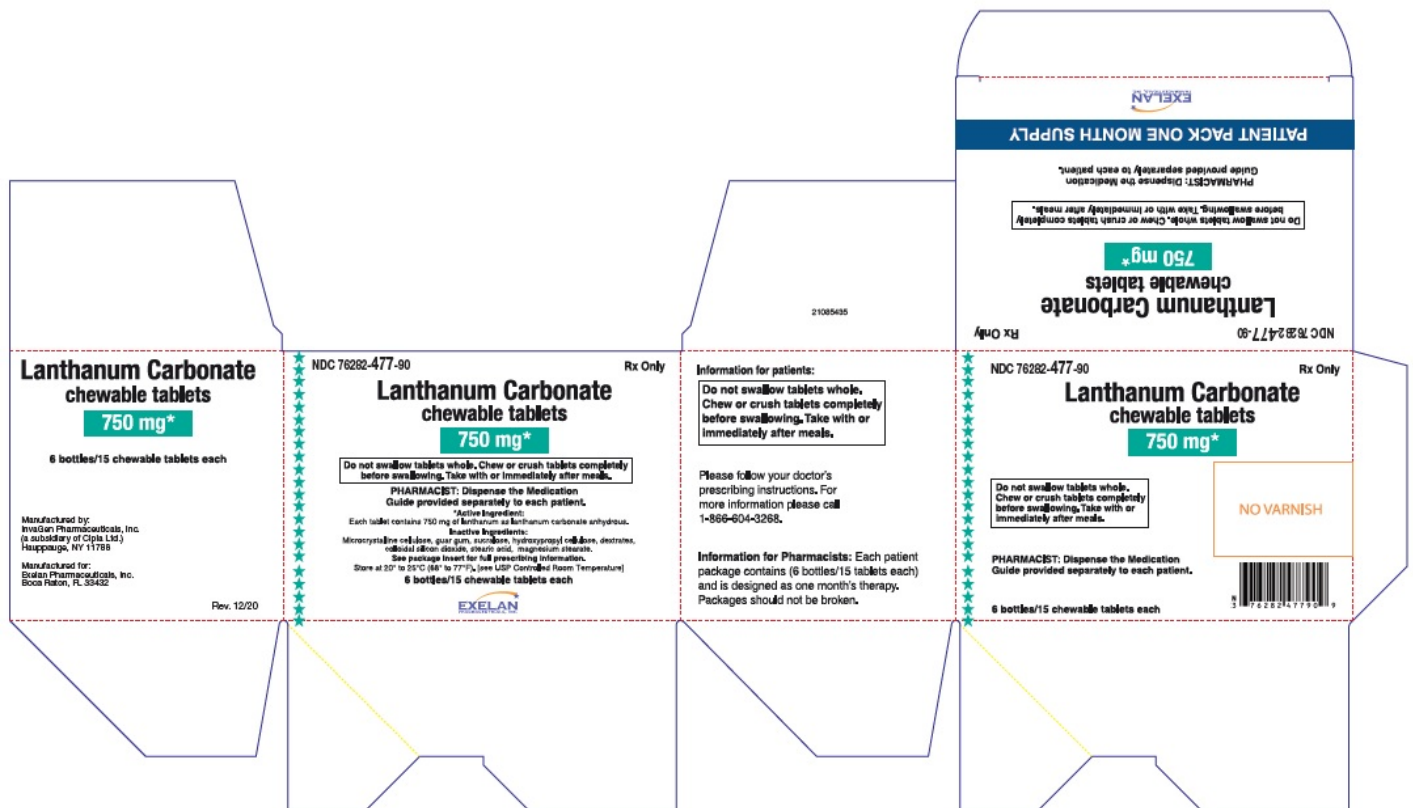 EXELAN
PHARMACEUTICALS, INC.
PATIENT PACK ONE MONTH SUPPLY
PHARMACIST: Dispense the Medication
Guide provided separately to each patient.
Do not swallow tablets whole. Chew or crush tablets completely
before swallowing. Take with or immediately after meals.
750 mg*
Lanthanum Carbonate
chewable tablets
NDC 76282-477-90
Rx Only
21085435
Lanthanum Carbonate
chewable tablets
750 mg*
6 bottles/15 chewable tablets each
Manufactured by:
InvaGen Pharmaceuticals, Inc.
(a subsidiary of Cipla Ltd.)
Hauppauge, NY 11788
Manufactured for:
Exelan Pharmaceuticals, Inc.
Boca Raton, FL 33432
Rev. 12/20
NDC 76282-477-90
Rx Only
Lanthanum Carbonate
chewable tablets
750 mg*
Do not swallow tablets whole. Chew or crush tablets completely
before swallowing. Take with or immediately after meals.
PHARMACIST: Dispense the Medication
Guide provided separately to each patient.
*Active Ingredient:
Each tablet contains 750 mg of lanthanum as lanthanum carbonate anhydrous.
Inactive Ingredients:
Microcrystalline cellulose, guar gum, sucralose, hydroxypropyl cellulose, dextrates,
colloidal silicon dioxide, stearic acid, magnesium stearate.
See package insert for full prescribing information.
Store at 20° to 25°C (68° to 77°F). [see USP Controlled Room Temperature]
6 bottles/15 chewable tablets each
EXELAN
PHARMACEUTICALS, INC.
Information for patients:
Do not swallow tablets whole.
Chew or crush tablets completely
before swallowing. Take with or
immediately after meals.
Please follow your doctor's
prescribing instructions. For
more information please call
1-866-604-3268.
Information for Pharmacists: Each patient
package contains (6 bottles/15 tablets each)
and is designed as one month's therapy.
Packages should not be broken.
NDC 76282-477-90
Rx Only
Lanthanum Carbonate
chewable tablets
750 mg*
Do not swallow tablets whole.
Chew or crush tablets completely
before swallowing. Take with or
immediately after meals.
NO VARNISH
PHARMACIST: Dispense the Medication
Guide provided separately to each patient.
6 bottles/15 chewable tablets each
N
3 76282 47790 9